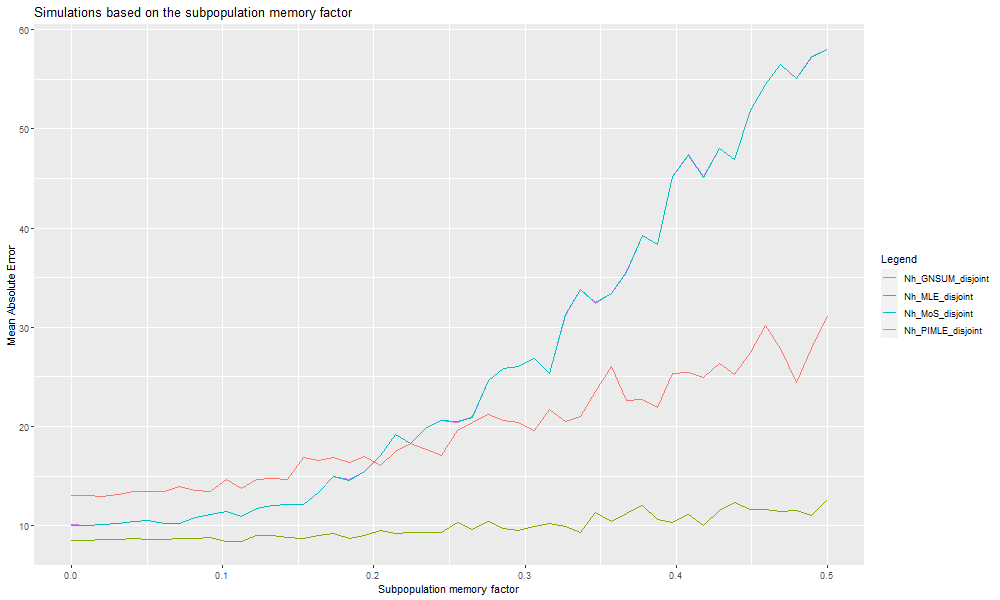 Simulations based on the subpopulation memory factor
60
50
40
30
20
10
Mean Absolute Error
0.0 0.1 0.2 0.3 0.4 0.5
Subpopulation memory factor
Legend
Nh_GNSUM_disjoint
Nh_MLE_disjoint
Nh_MoS_disjoint
Nh_PIMLE_disjoint